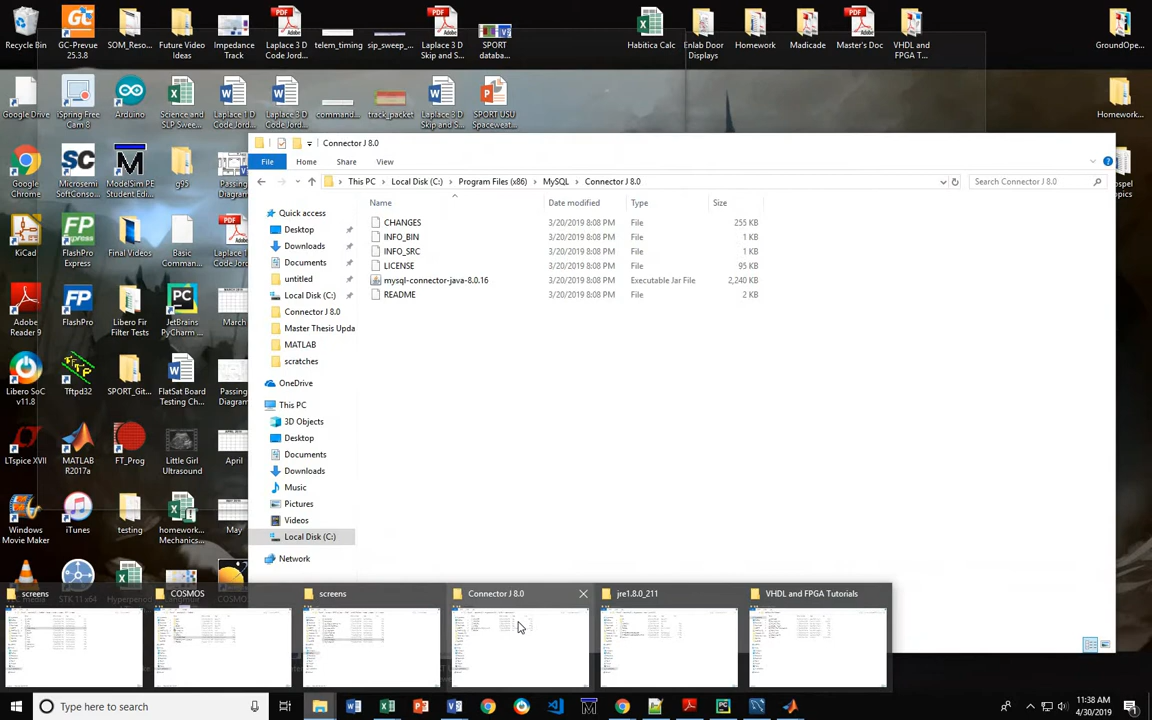 Recycle Bin
GC-Prevue
25.3.8
SOM_Reso...
Future Video
Ideas
Impedance
Track
Laplace 3 D
Code Jord...
telem_timing
sip_sweep_...
Laplace 3 D
Skip and S...
SPORT
databa...
Habitica Calc
Enlab Door
Displays
Homework
Madicade
Master's Doc
VHDL and
FPGA T...
GroundOpe...
Google Drive
iSpring Free
Cam 8
Arduino
Science and
SLP Swee...
Laplace 1 D
Code Jord...
Laplace 3 D
Code Jord...
command...
track_packet
Laplace 3 D
Skip and S...
SPORT USU
Spaceweat...
Homework...
Google
Chrome
Microsemi
SoftConso...
ModelSim PE
Student Edi...
g95
Passing
Diagram
KiCad
FlashPro
Express
Final Videos
Basic
Comman...
Laplace 1
Code Jord
Adobe
Reader 9
FlashPro
Libero Fir
Filter Tests
JetBrains
PyCharm ...
March
Libero SoC
v11.8
Tftpd32
SPORT_Git...
FlatSat Board
Testing Ch...
Passing
Diagram
LTspice XVII
MATLAB
R2017a
FT_Prog
Little Girl
Ultrasound
April
Windows
Movie Maker
iTunes
testing
homework...
Mechanics...
May
STK 11 x64
Connector J 8.0
File
Home
Share
View
This PC
Local Disk (C:)
Program Files (x86)
MySQL
Connector J 8.0
Search Connector J 8.0
Name
Date modified
Type
Size
CHANGES 3/20/2019 8:08 PM File 255 KB
INFO_BIN 3/20/2019 8:08 PM File 1 KB
INFO_SRC 3/20/2019 8:08 PM File 1 KB
LICENSE 3/20/2019 8:08 PM File 95 KB
mysql-connector-java-8.0.16 3/20/2019 8:08 PM Executable Jar File 2,240 KB
README 3/20/2019 8:08 PM File 2 KB
Quick access
Desktop
Downloads
Documents
untitled
Local Disk (C:)
Connector J 8.0
Master Thesis Upda
MATLAB
scratches
OneDrive
This PC
3D Objects
Desktop
Documents
Downloads
Music
Pictures
Videos
Local Disk (C:)
Network
screens
COSMOS
screens
Connector J 8.0
jre1.8.0_211
VHDL and FPGA Tutorials
Type here to search
11:38 AM
4/30/2019